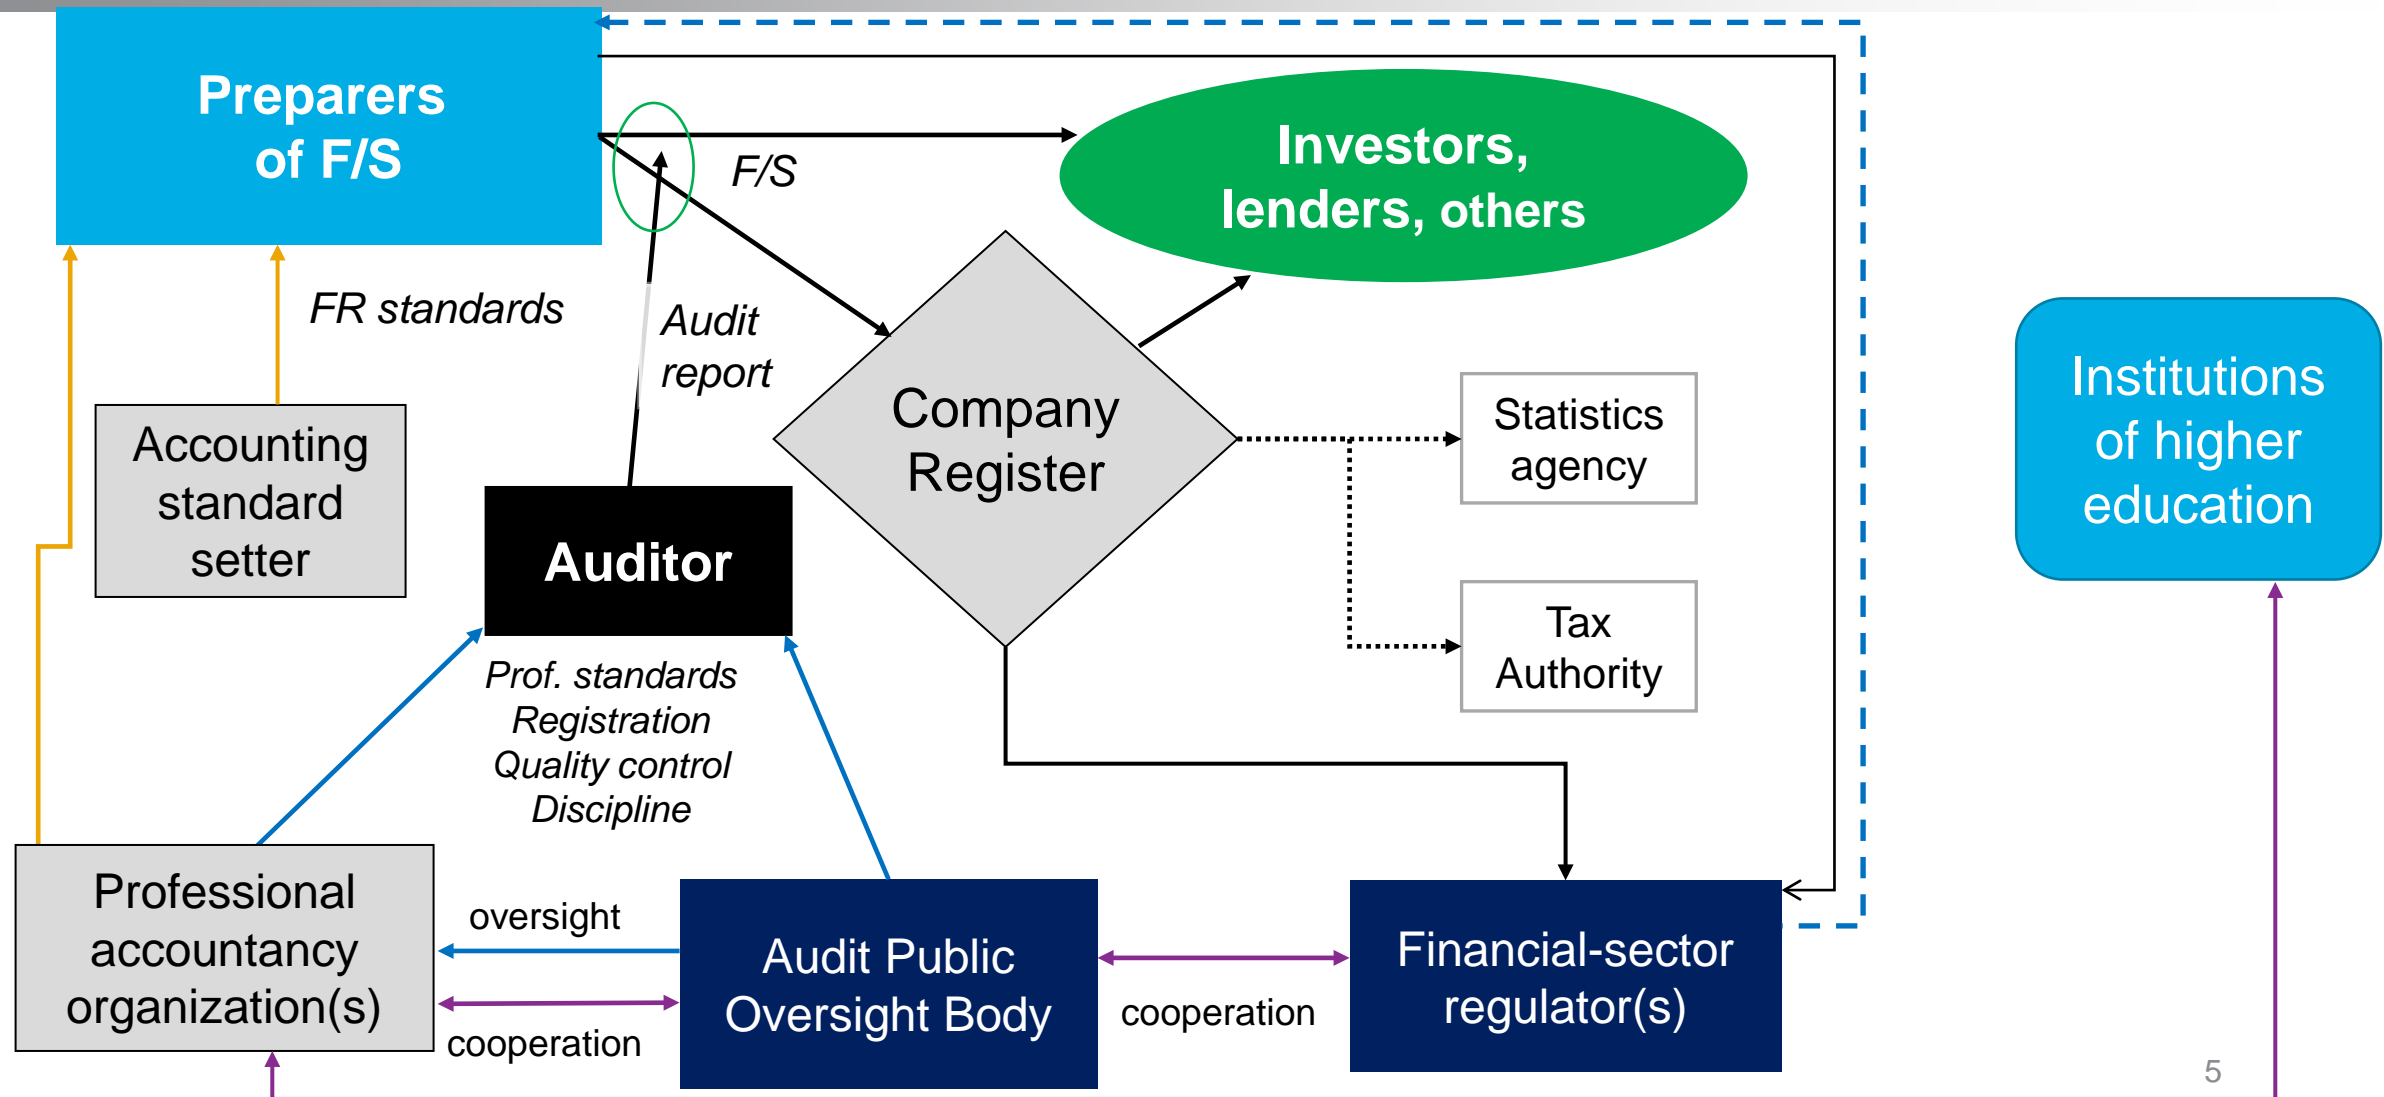 Preparers
of F/S
Investors,
lenders, others
F/S
FR standards
Audit
report
Company
Register
Statistics
agency
Institutions
of higher
education
Accounting
standard
setter
Auditor
Tax
Authority
Prof. standards
Registration
Quality control
Discipline
Professional
accountancy
organization(s)
oversight
cooperation
Audit Public
Oversight Body
cooperation
Financial-sector
regulator(s)
5